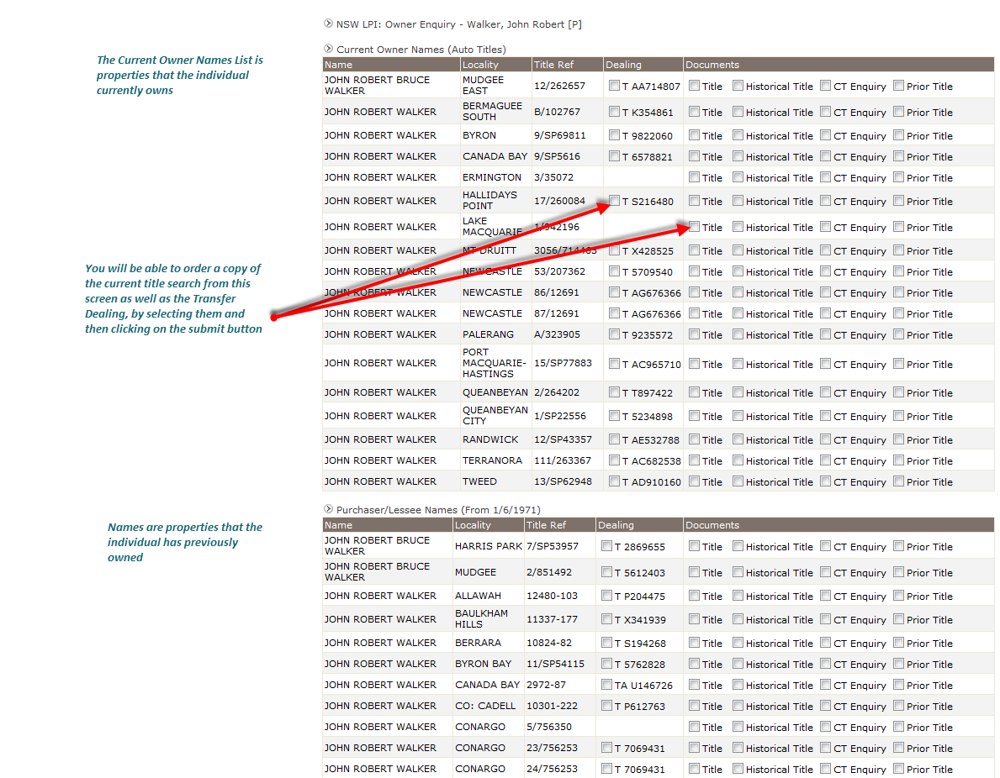 NSW LPI: Owner Enquiry - Walker, John Robert [P]
The Current Owner Names List is
properties that the individual
currently owns
Current Owner Names (Auto Titles)
Name Locality Title Ref Dealing Documents
JOHN ROBERT BRUCE WALKER MUDGEE EAST 12/262657 T AA714807 Title Historical Title CT Enquiry Prior Title
JOHN ROBERT WALKER BERMAGUEE SOUTH B/102767 T K354861 Title Historical Title CT Enquiry Prior Title
JOHN ROBERT WALKER BYRON 9/SP69811 T 9822060 Title Historical Title CT Enquiry Prior Title
JOHN ROBERT WALKER CANADA BAY 9/SP5616 T 6578821 Title Historical Title CT Enquiry Prior Title
JOHN ROBERT WALKER ERMINGTON 3/35072 Title Historical Title CT Enquiry Prior Title
JOHN ROBERT WALKER HALLIDAYS POINT 17/260084 T S216480 Title Historical Title CT Enquiry Prior Title
JOHN ROBERT WALKER LAKE MACQUARIE 1/942196 Title Historical Title CT Enquiry Prior Title
JOHN ROBERT WALKER MT DRUITT T X428525 Title Historical Title CT Enquiry Prior Title
JOHN ROBERT WALKER NEWCASTLE 53/207362 T 5709540 Title Historical Title CT Enquiry Prior Title
JOHN ROBERT WALKER NEWCASTLE 86/12691 T AG676366 Title Historical Title CT Enquiry Prior Title
JOHN ROBERT WALKER NEWCASTLE 87/12691 T AG676366 Title Historical Title CT Enquiry Prior Title
JOHN ROBERT WALKER PALERANG A/323905 T 9235572 Title Historical Title CT Enquiry Prior Title
JOHN ROBERT WALKER PORT MACQUARIE-HASTINGS 15/SP77883 T AC965710 Title Historical Title CT Enquiry Prior Title
JOHN ROBERT WALKER QUEANBEYAN 2/264202 T T897422 Title Historical Title CT Enquiry Prior Title
JOHN ROBERT WALKER QUEANBEYAN CITY 1/SP22556 T 5234898 Title Historical Title CT Enquiry Prior Title
JOHN ROBERT WALKER RANDWICK 12/SP43357 T AE532788 Title Historical Title CT Enquiry Prior Title
JOHN ROBERT WALKER TERRANORA 111/263367 T AC682538 Title Historical Title CT Enquiry Prior Title
JOHN ROBERT WALKER TWEED 13/SP62948 T AD910160 Title Historical Title CT Enquiry Prior Title
You will be able to order a copy of
the current title search from this
screen as well as the Transfer
Dealing, by selecting them and
then clicking on the submit button
Purchaser/Lessee Names (From 1/6/1971)
Names are properties that the
individual has previously
owned
Name Locality Title Ref Dealing Documents
JOHN ROBERT BRUCE WALKER HARRIS PARK 7/SP53957 T 2869655 Title Historical Title CT Enquiry Prior Title
JOHN ROBERT BRUCE WALKER MUDGEE 2/851492 T 5612403 Title Historical Title CT Enquiry Prior Title
JOHN ROBERT WALKER ALLAWAH 12480-103 T P204475 Title Historical Title CT Enquiry Prior Title
JOHN ROBERT WALKER BAULKHAM HILLS 11337-177 T X341939 Title Historical Title CT Enquiry Prior Title
JOHN ROBERT WALKER BERRARA 10824-82 T S194268 Title Historical Title CT Enquiry Prior Title
JOHN ROBERT WALKER BYRON BAY 11/SP54115 T 5762828 Title Historical Title CT Enquiry Prior Title
JOHN ROBERT WALKER CANADA BAY 2972-87 TA U146726 Title Historical Title CT Enquiry Prior Title
JOHN ROBERT WALKER CO: CADELL 10301-222 T P612763 Title Historical Title CT Enquiry Prior Title
JOHN ROBERT WALKER CONARGO 5/756350 Title Historical Title CT Enquiry Prior Title
JOHN ROBERT WALKER CONARGO 23/756253 T 7069431 Title Historical Title CT Enquiry Prior Title
JOHN ROBERT WALKER CONARGO 24/756253 T 7069431 Title Historical Title CT Enquiry Prior Title